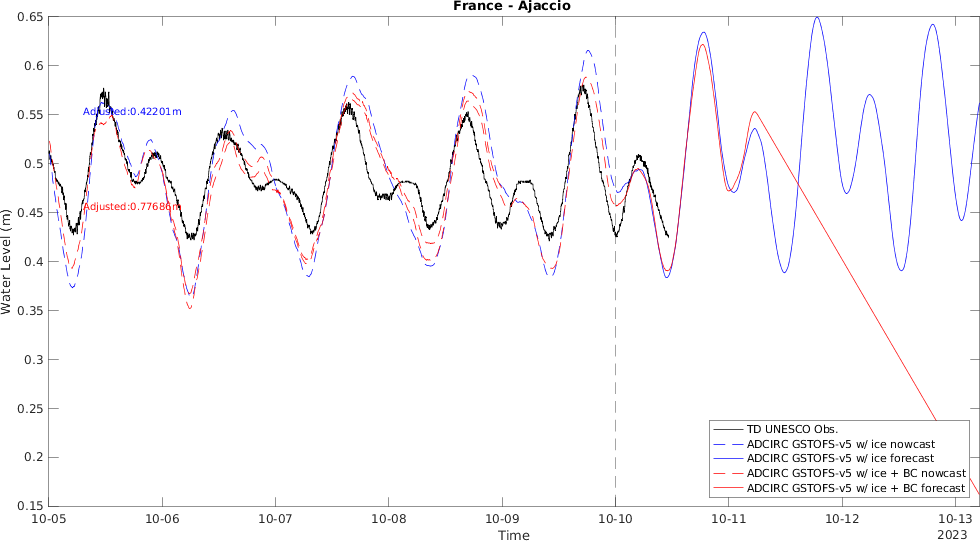 France - Ajaccio
0.65
0.6
0.55
0.5
0.45
0.4
0.35
0.3
0.25
0.2
0.15
Water Level (m)
Adjusted:0.42201m
Adjusted:0.77686m
TD UNESCO Obs.
ADCIRC GSTOFS-v5 w/ ice nowcast
ADCIRC GSTOFS-v5 w/ ice forecast
ADCIRC GSTOFS-v5 w/ ice + BC nowcast
ADCIRC GSTOFS-v5 w/ ice + BC forecast
10-05 10-06 10-07 10-08 10-09 10-10 10-11 10-12 10-13
Time
2023